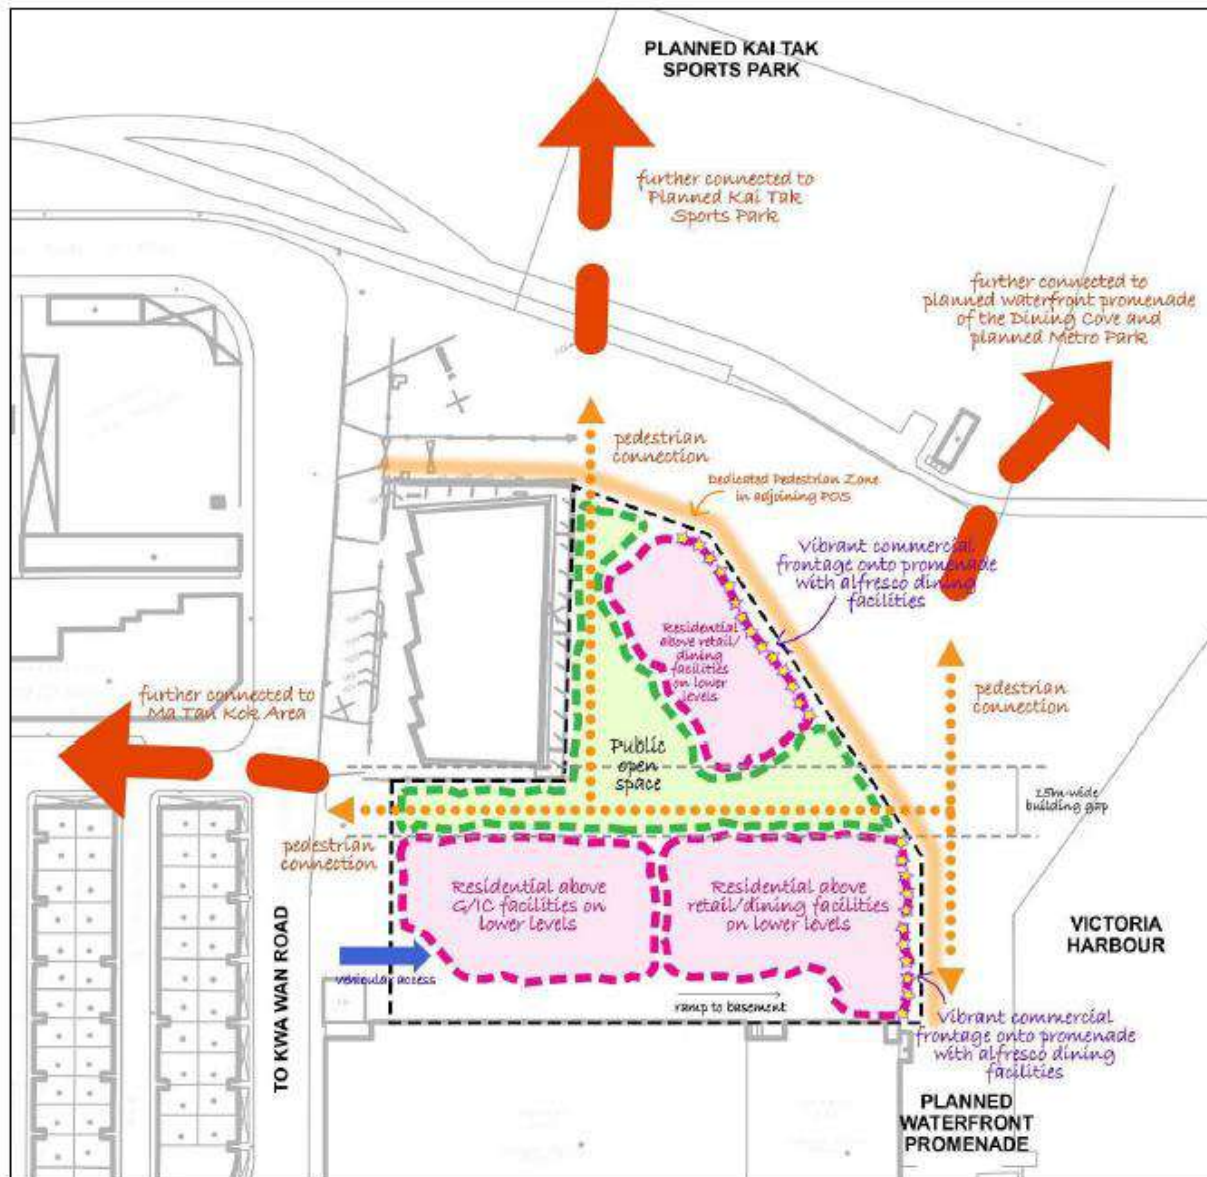 PLANNED KAI TAK
SPORTS PARK
further connected to
Planned Kai Tak
Sports Park
further connected to
planned waterfront promenade
of the Dining Cove and
planned Metro Park
pedestrian
connection
Dedicated Pedestrian Zone
in adjoining POS
Vibrant commercial
frontage onto promenade
with alfresco dining
facilities
Residential
above retail/
dining
facilities
on lower
levels
further connected to
Ma Tau Kok Area
pedestrian
connection
Public
open
space
15m-wide
building gap
pedestrian
connection
Residential above
G/IC facilities on
lower levels
Residential above
retail/dining facilities
on lower levels
VICTORIA
HARBOUR
vehicular access
ramp to basement
TO KWA WAN ROAD
Vibrant commercial
frontage onto promenade
with alfresco dining
facilities
PLANNED
WATERFRONT
PROMENADE